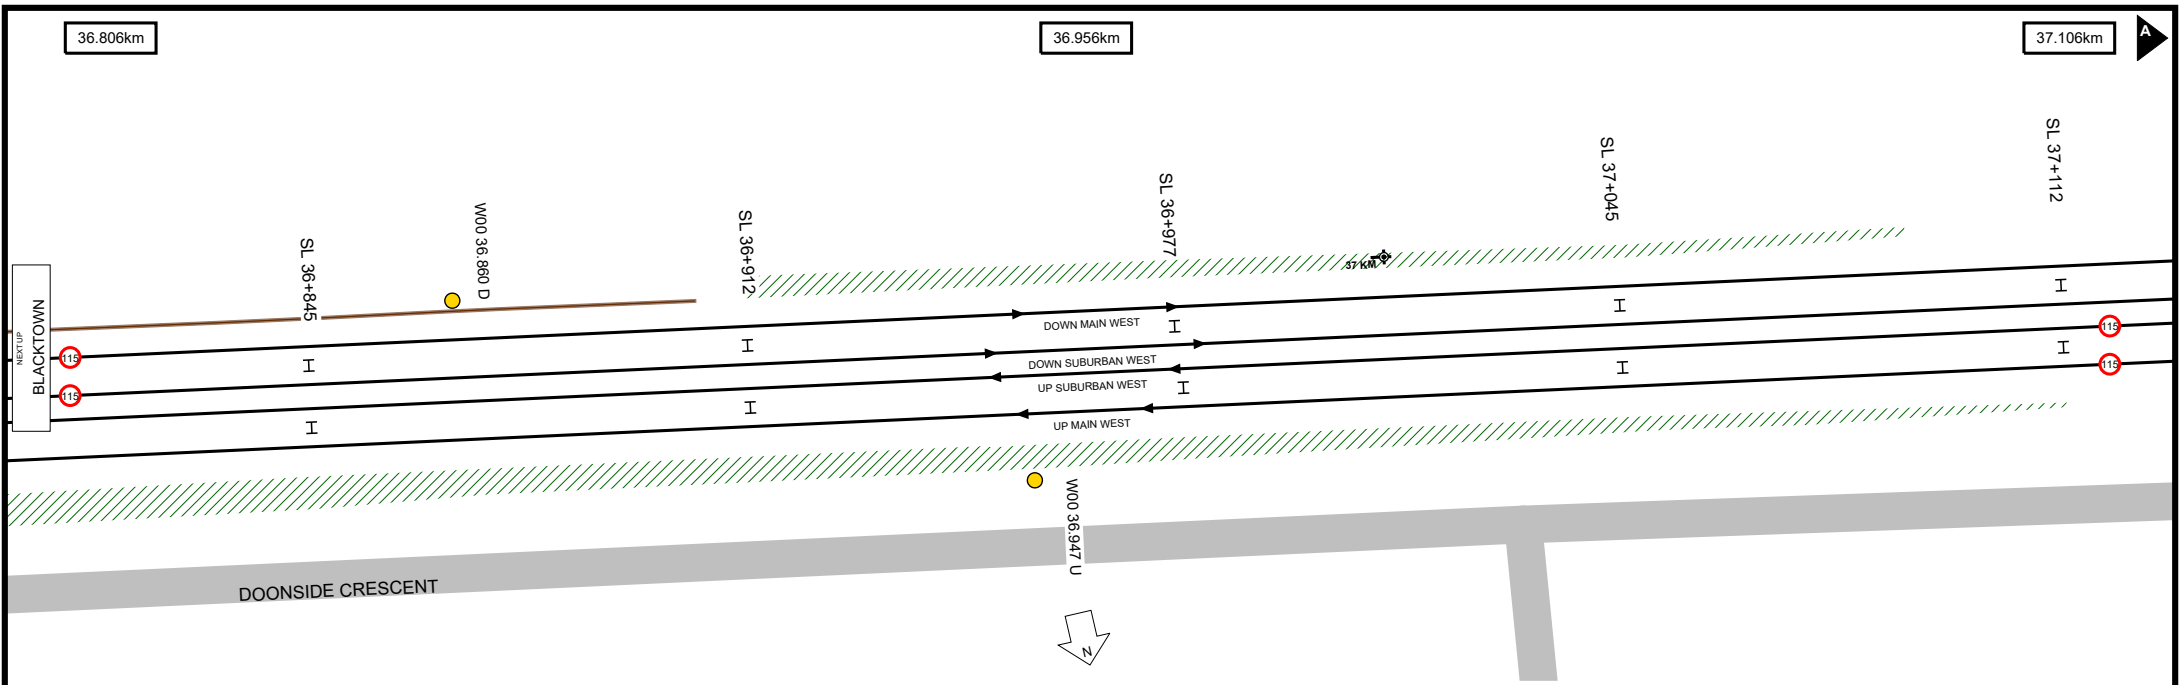 36.806km
36.956km
37.106km
A
SL 36+845
W00 36.860 D
SL 36+912
SL 36+977
37 KM
SL 37+045
SL 37+112
NEXT UP
BLACKTOWN
115
115
115
115
DOWN MAIN WEST
DOWN SUBURBAN WEST
UP SUBURBAN WEST
UP MAIN WEST
W00 36.947 U
DOONSIDE CRESCENT
N